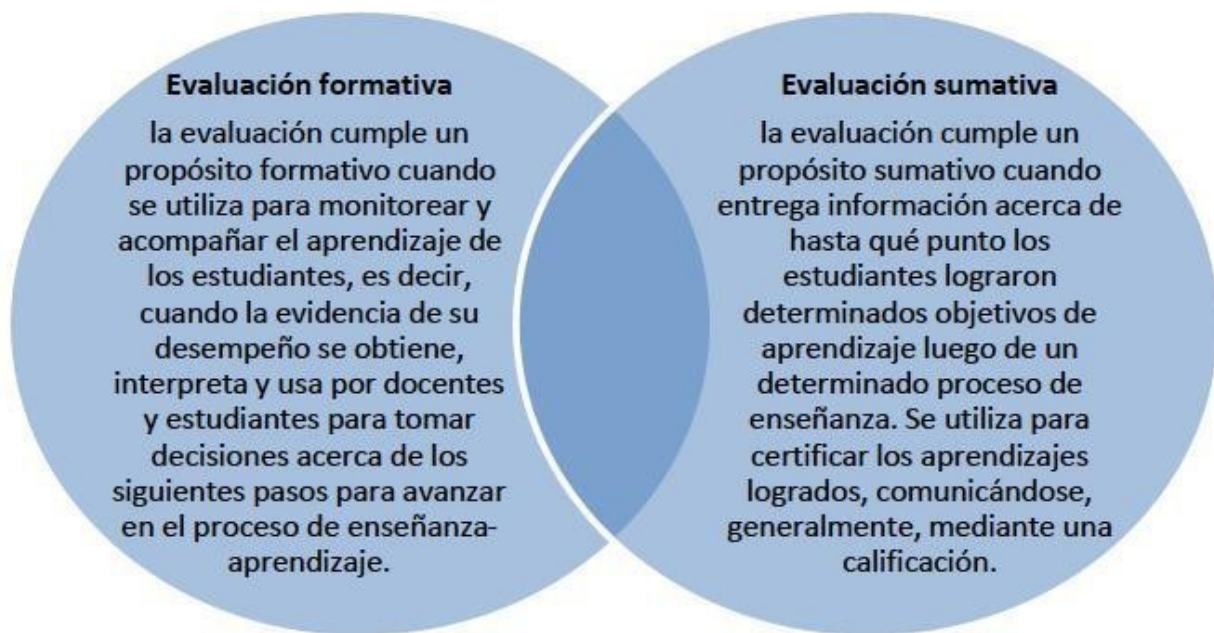 Evaluación formativa
la evaluación cumple un
propósito formativo cuando
se utiliza para monitorear y
acompañar el aprendizaje de
los estudiantes, es decir,
cuando la evidencia de su
desempeño se obtiene,
interpreta y usa por docentes
y estudiantes para tomar
decisiones acerca de los
siguientes pasos para avanzar
en el proceso de enseñanza-
aprendizaje.
Evaluación sumativa
la evaluación cumple un
propósito sumativo cuando
entrega información acerca de
hasta qué punto los
estudiantes lograron
determinados objetivos de
aprendizaje luego de un
determinado proceso de
enseñanza. Se utiliza para
certificar los aprendizajes
logrados, comunicándose,
generalmente, mediante una
calificación.